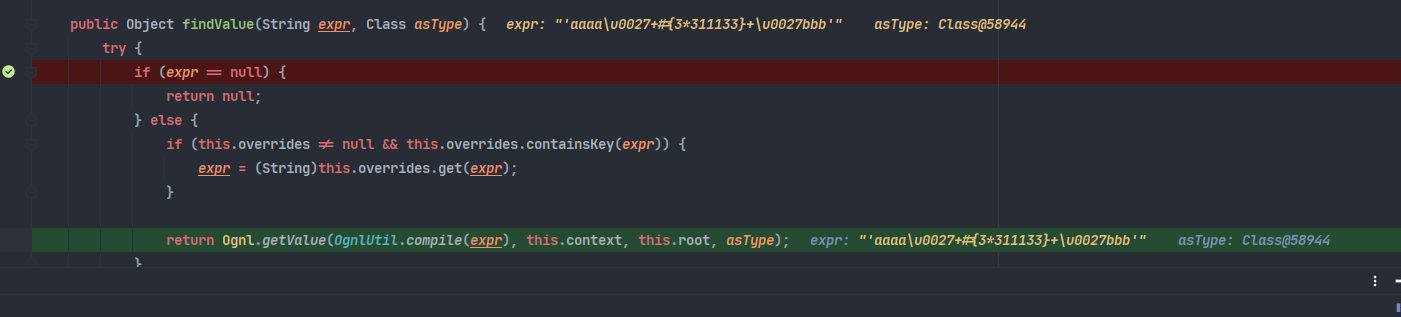 public Object findValue(String expr, Class asType) {   expr: "'aaaa\u0027+#{3*311133}+\u0027bbb'"   asType: Class@58944
try {
if (expr == null) {
return null;
} else {
if (this.overrides != null && this.overrides.containsKey(expr)) {
expr = (String)this.overrides.get(expr);
}
return Ognl.getValue(OgnlUtil.compile(expr), this.context, this.root, asType);   expr: "'aaaa\u0027+#{3*311133}+\u0027bbb'"   asType: Class@58944
}